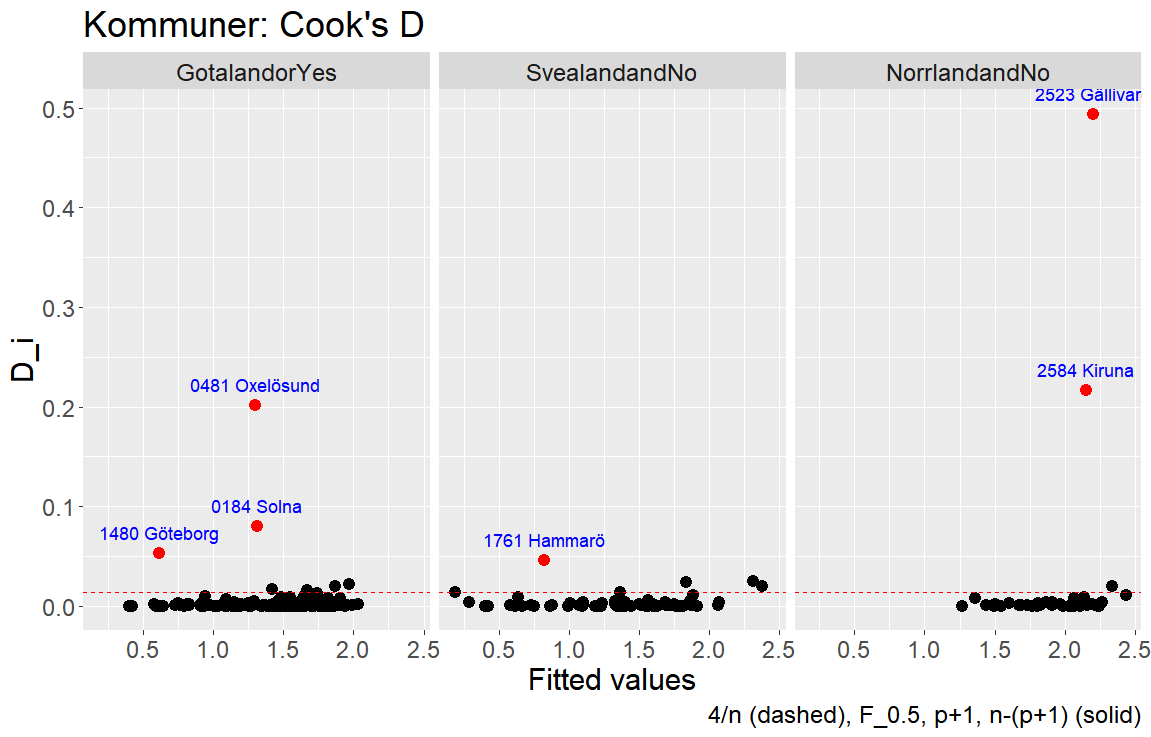 Kommuner: Cook's D
GotalandorYes
SvealandandNo
NorrlandandNo
D_i
0.5
0.4
0.3
0.2
0.1
0.0
2523 Gällivar
2584 Kiruna
0481 Oxelösund
0184 Solna
1480 Göteborg
1761 Hammarö
0.5 1.0 1.5 2.0 2.5
0.5 1.0 1.5 2.0 2.5
0.5 1.0 1.5 2.0 2.5
Fitted values
4/n (dashed), F_0.5, p+1, n-(p+1) (solid)